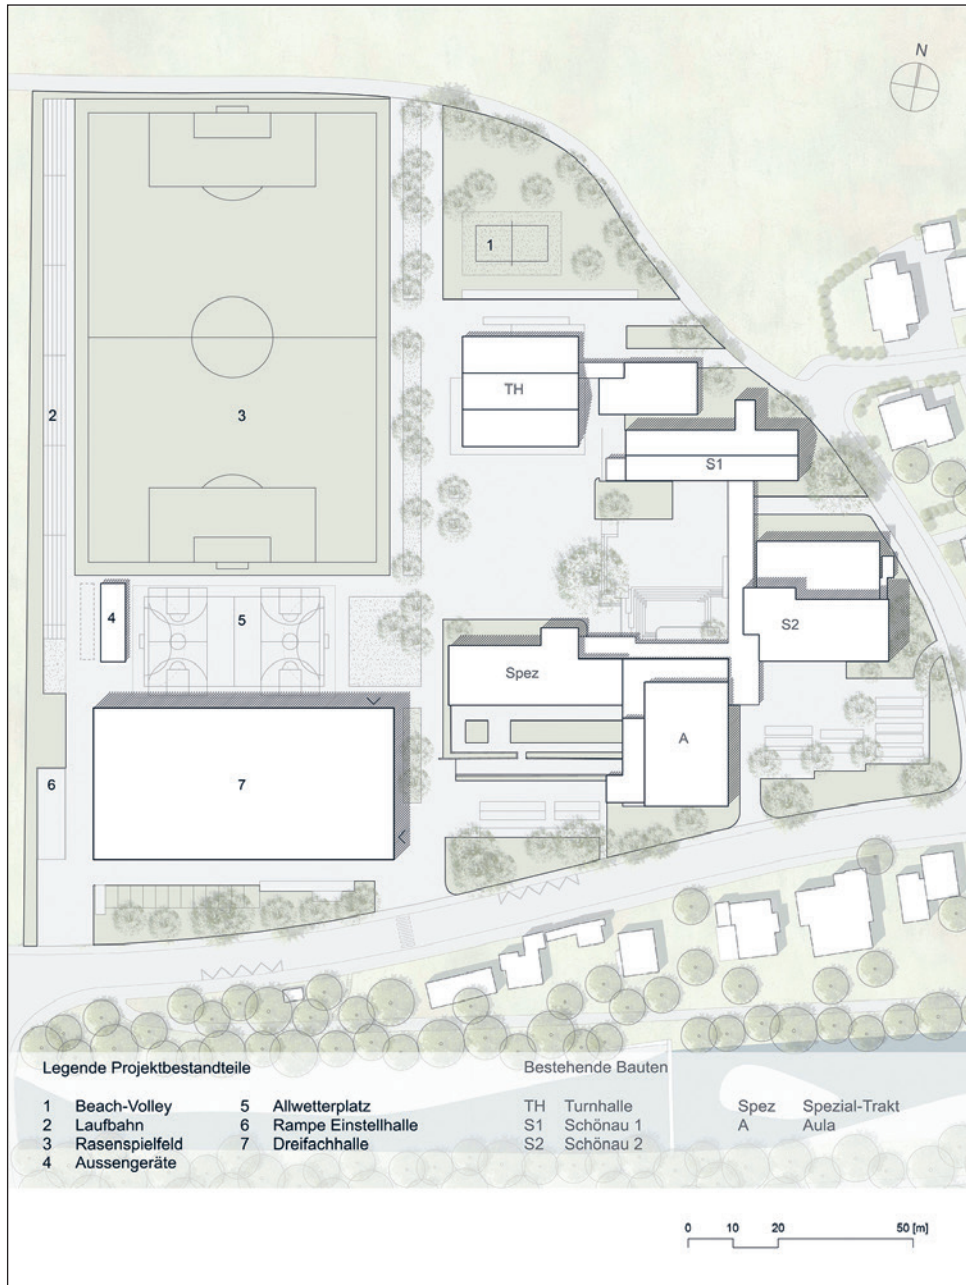 N
1
2
3
TH
S1
4
5
S2
Spez
A
6
7
Legende Projektbestandteile
Bestehende Bauten
1 Beach-Volley 5 Allwetterplatz TH Turnhalle Spez Spezial-Trakt
2 Laufbahn 6 Rampe Einstellhalle S1 Schönau 1 A Aula
3 Rasenspielfeld 7 Dreifachhalle S2 Schönau 2
4 Aussengeräte
0 10 20 50 [m]